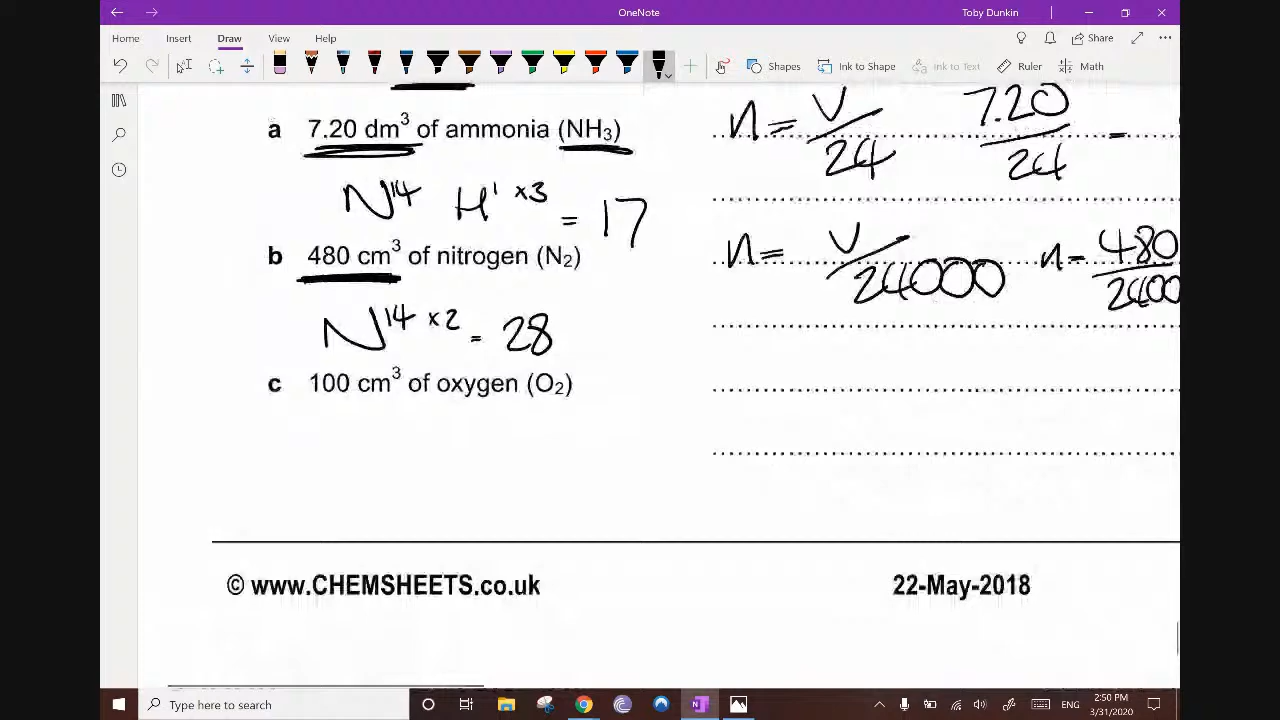 OneNote
Toby Dunkin
Home Insert Draw View Help
Share
Shapes Ink to Shape Ink to Text Ruler Math
a 7.20 dm³ of ammonia (NH₃) n = V/24 7.20/24 =
N¹⁴ H¹ ×3 = 17
b 480 cm³ of nitrogen (N₂) n = V/24000 n = 480/2400
N¹⁴ ×2 = 28
c 100 cm³ of oxygen (O₂)
© www.CHEMSHEETS.co.uk 22-May-2018
Type here to search
ENG
2:50 PM
3/31/2020